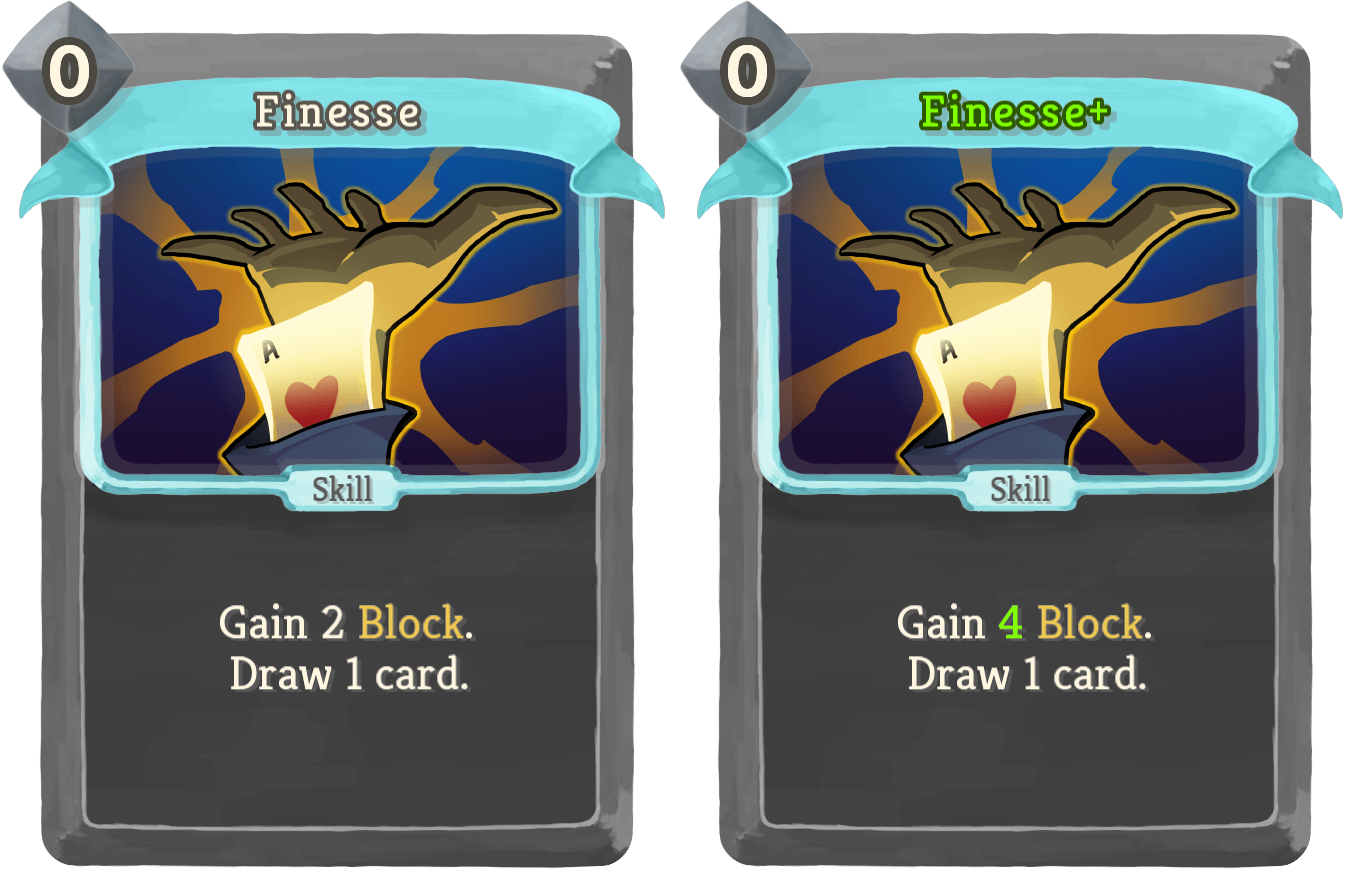 0
Finesse
A
Skill
Gain 2 Block.
Draw 1 card.
0
Finesse+
A
Skill
Gain 4 Block.
Draw 1 card.